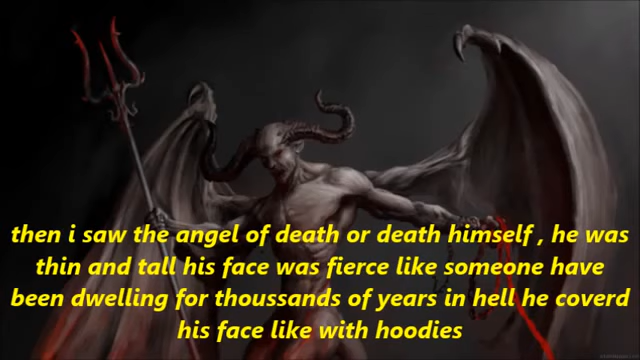 then i saw the angel of death or death himself , he was
thin and tall his face was fierce like someone have
been dwelling for thoussands of years in hell he coverd
his face like with hoodies